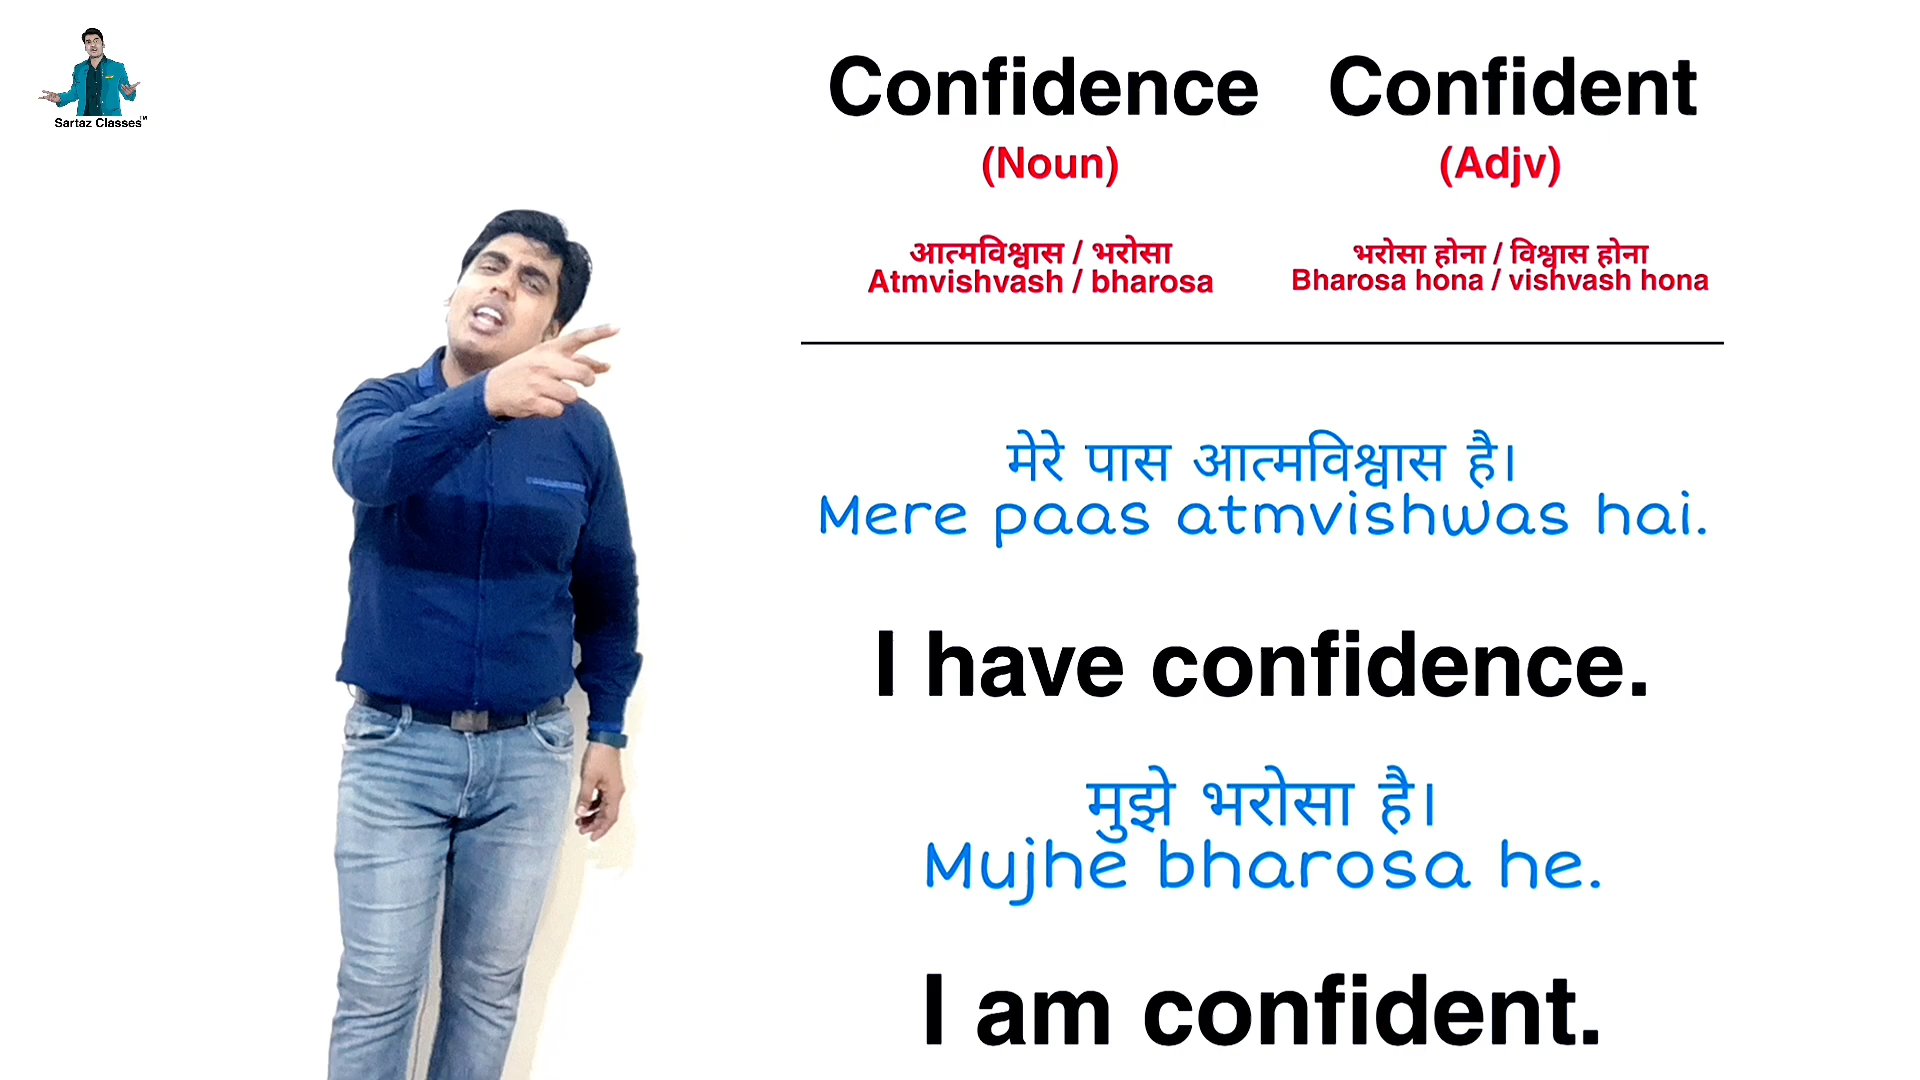 Sartaz Classes™
Confidence Confident
(Noun) (Adjv)
आत्मविश्वास / भरोसा भरोसा होना / विश्वास होना
Atmvishvash / bharosa Bharosa hona / vishvash hona
मेरे पास आत्मविश्वास है।
Mere paas atmvishwas hai.
I have confidence.
मुझे भरोसा है।
Mujhe bharosa he.
I am confident.